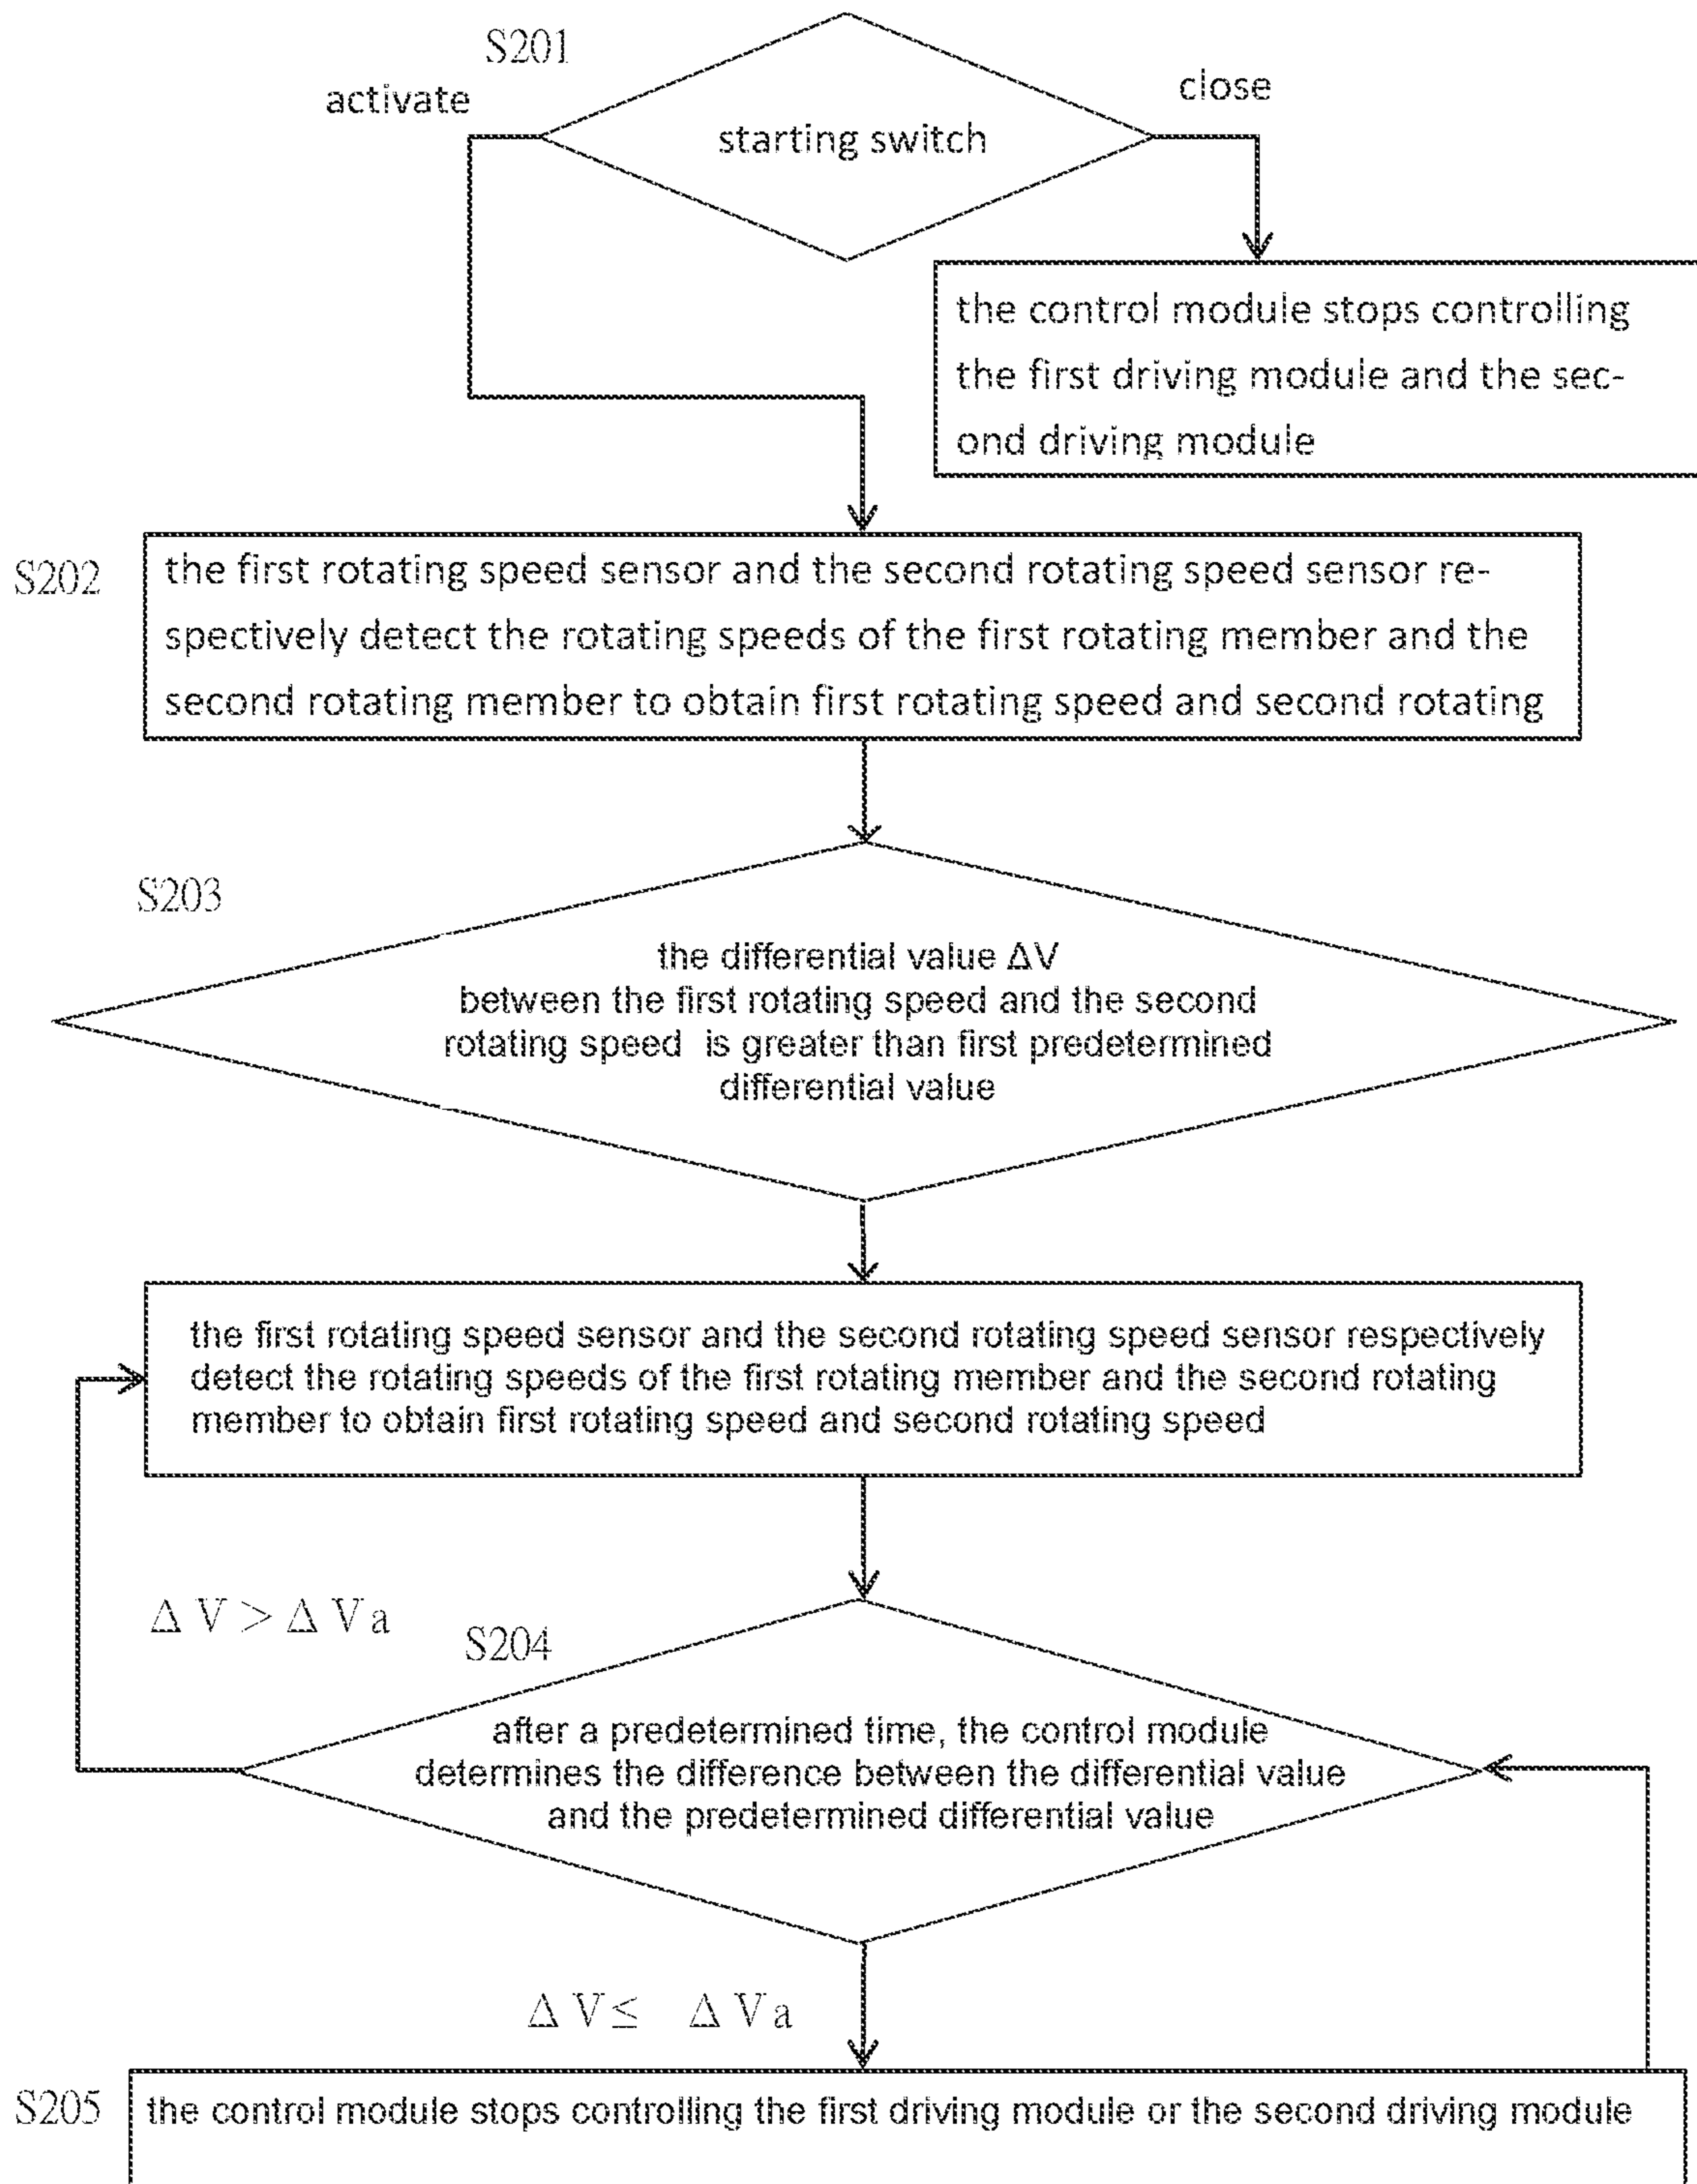 S201
activate
close
starting switch
the control module stops controlling
the first driving module and the sec-
ond driving module
S202
the first rotating speed sensor and the second rotating speed sensor re-
spectively detect the rotating speeds of the first rotating member and the
second rotating member to obtain first rotating speed and second rotating
S203
the differential value ΔV
between the first rotating speed and the second
rotating speed is greater than first predetermined
differential value
the first rotating speed sensor and the second rotating speed sensor respectively
detect the rotating speeds of the first rotating member and the second rotating
member to obtain first rotating speed and second rotating speed
Δ V > Δ V a
S204
after a predetermined time, the control module
determines the difference between the differential value
and the predetermined differential value
Δ V ≤ Δ V a
S205
the control module stops controlling the first driving module or the second driving module